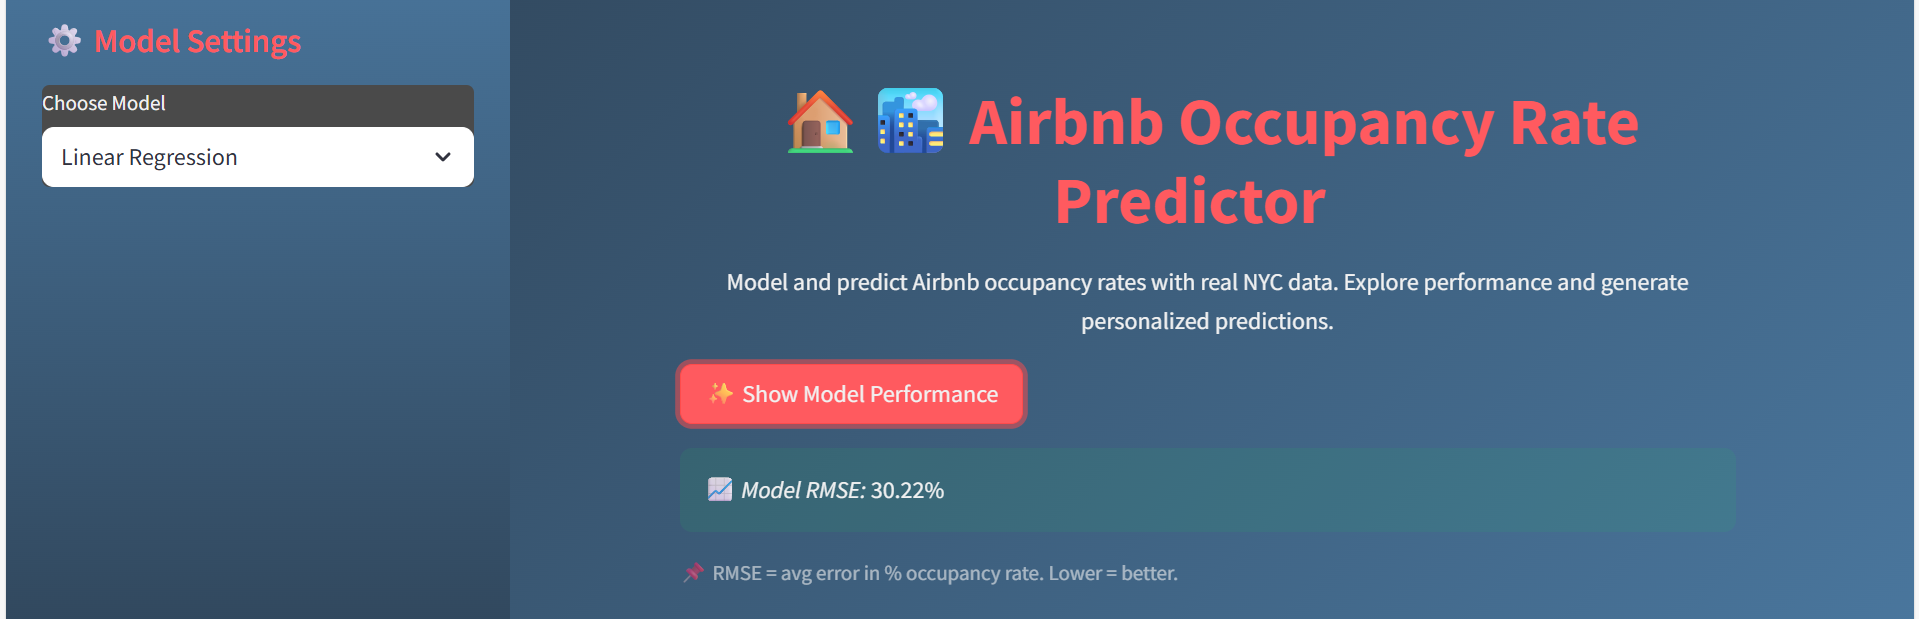 Model Settings
Choose Model
Linear Regression
Airbnb Occupancy Rate
Predictor
Model and predict Airbnb occupancy rates with real NYC data. Explore performance and generate
personalized predictions.
✨ Show Model Performance
Model RMSE: 30.22%
RMSE = avg error in % occupancy rate. Lower = better.